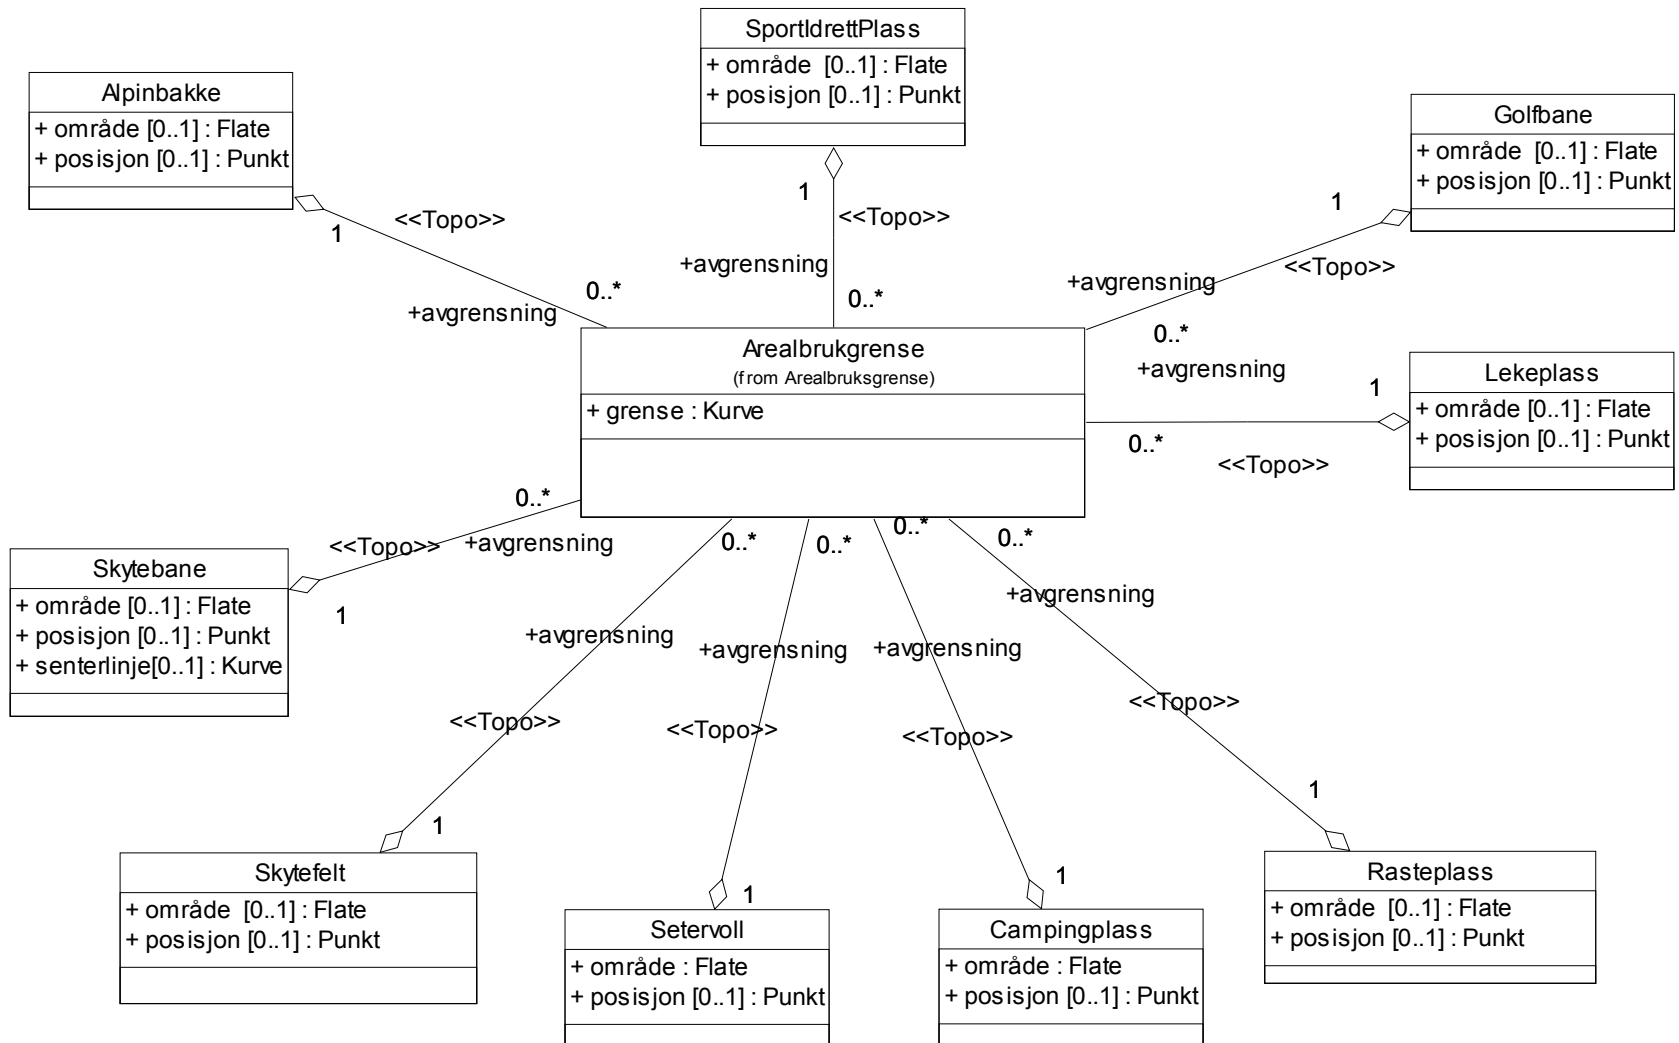 SportIdrettPlass
+ område [0..1] : Flate
+ posisjon [0..1] : Punkt
Alpinbakke
+ område [0..1] : Flate
+ posisjon [0..1] : Punkt
Golfbane
+ område [0..1] : Flate
+ posisjon [0..1] : Punkt
1
<<Topo>>
1
<<Topo>>
1
<<Topo>>
+avgrensning
0..*
+avgrensning
0..*
+avgrensning
0..*
Arealbrukgrense
(from Arealbruksgrense)
+ grense : Kurve
+avgrensning
1
0..*
<<Topo>>
Lekeplass
+ område [0..1] : Flate
+ posisjon [0..1] : Punkt
0..*
<<Topo>>
+avgrensning
1
Skytebane
+ område [0..1] : Flate
+ posisjon [0..1] : Punkt
+ senterlinje[0..1] : Kurve
0..*
0..*
0..*
0..*
+avgrensning
+avgrensning
+avgrensning
+avgrensning
<<Topo>>
<<Topo>>
<<Topo>>
<<Topo>>
1
1
1
1
Skytefelt
+ område [0..1] : Flate
+ posisjon [0..1] : Punkt
Setervoll
+ område : Flate
+ posisjon [0..1] : Punkt
Campingplass
+ område : Flate
+ posisjon [0..1] : Punkt
Rasteplass
+ område [0..1] : Flate
+ posisjon [0..1] : Punkt